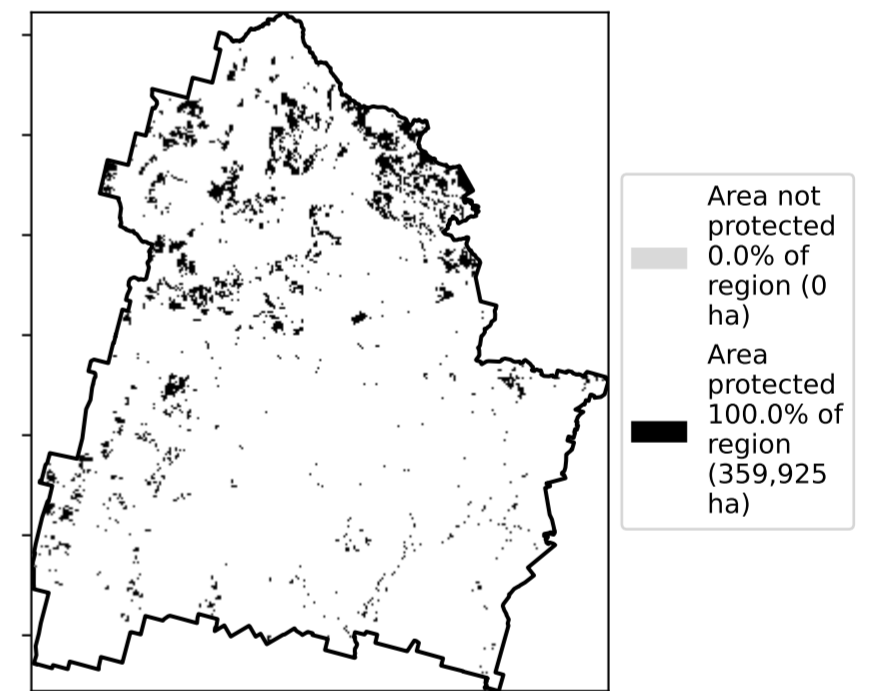 Area not
protected
0.0% of
region (0
ha)
Area
protected
100.0% of
region
(359,925
ha)